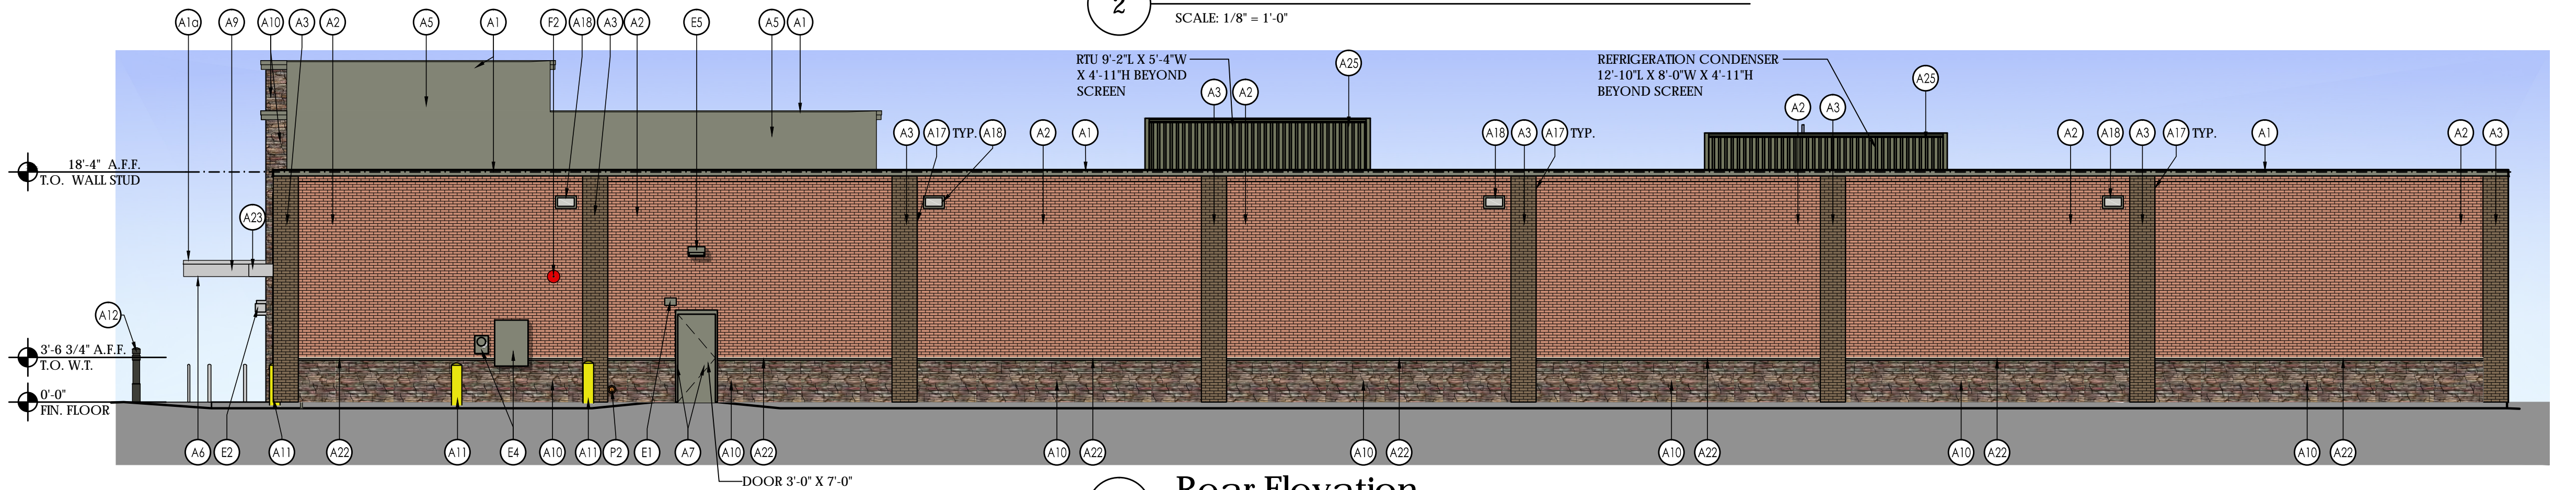 2
SCALE: 1/8" = 1'-0"
A1a A9 A10 A3 A2 A5 A1 F2 A18 A3 A2 E5 A5 A1
RTU 9'-2"L X 5'-4"W
X 4'-11"H BEYOND
SCREEN
A25
REFRIGERATION CONDENSER
12'-10"L X 8'-0"W X 4'-11"H
BEYOND SCREEN
A25
A3 A2
A2 A3
A3 A17 TYP. A18 A2 A1
A18 A3 A17 TYP.
A2 A18 A3 A17 TYP. A1 A2 A3
18'-4" A.F.F.
T.O. WALL STUD
A23
A12
3'-6 3/4" A.F.F.
T.O. W.T.
0'-0"
FIN. FLOOR
A6 E2 A11 A22 A11 E4 A10 A11 P2 E1 A7 A10 A22 A10 A22 A10 A22 A10 A22 A10 A22 A10 A22
DOOR 3'-0" X 7'-0"
Rear Elevation